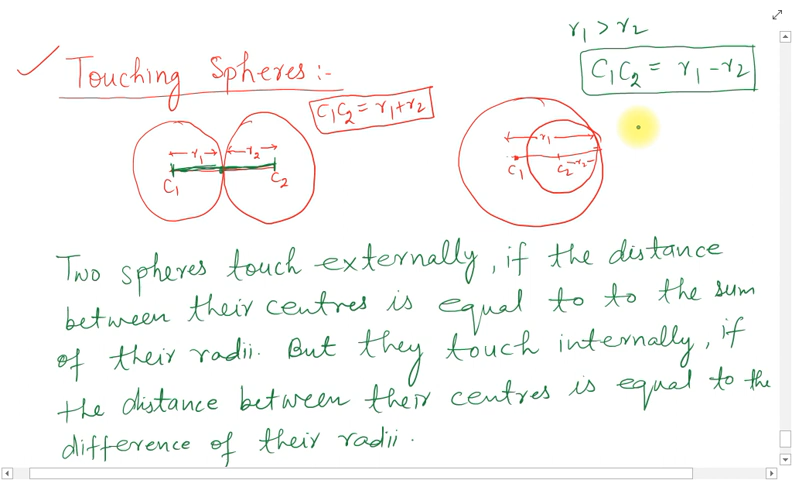 r1 > r2
C1C2 = r1 - r2
Touching Spheres:-
C1C2 = r1+r2
r1 r2
C1 C2
r1
C1 C2 r2
Two spheres touch externally, if the distance
between their centres is equal to to the sum
of their radii. But they touch internally, if
the distance between their centres is equal to the
difference of their radii.